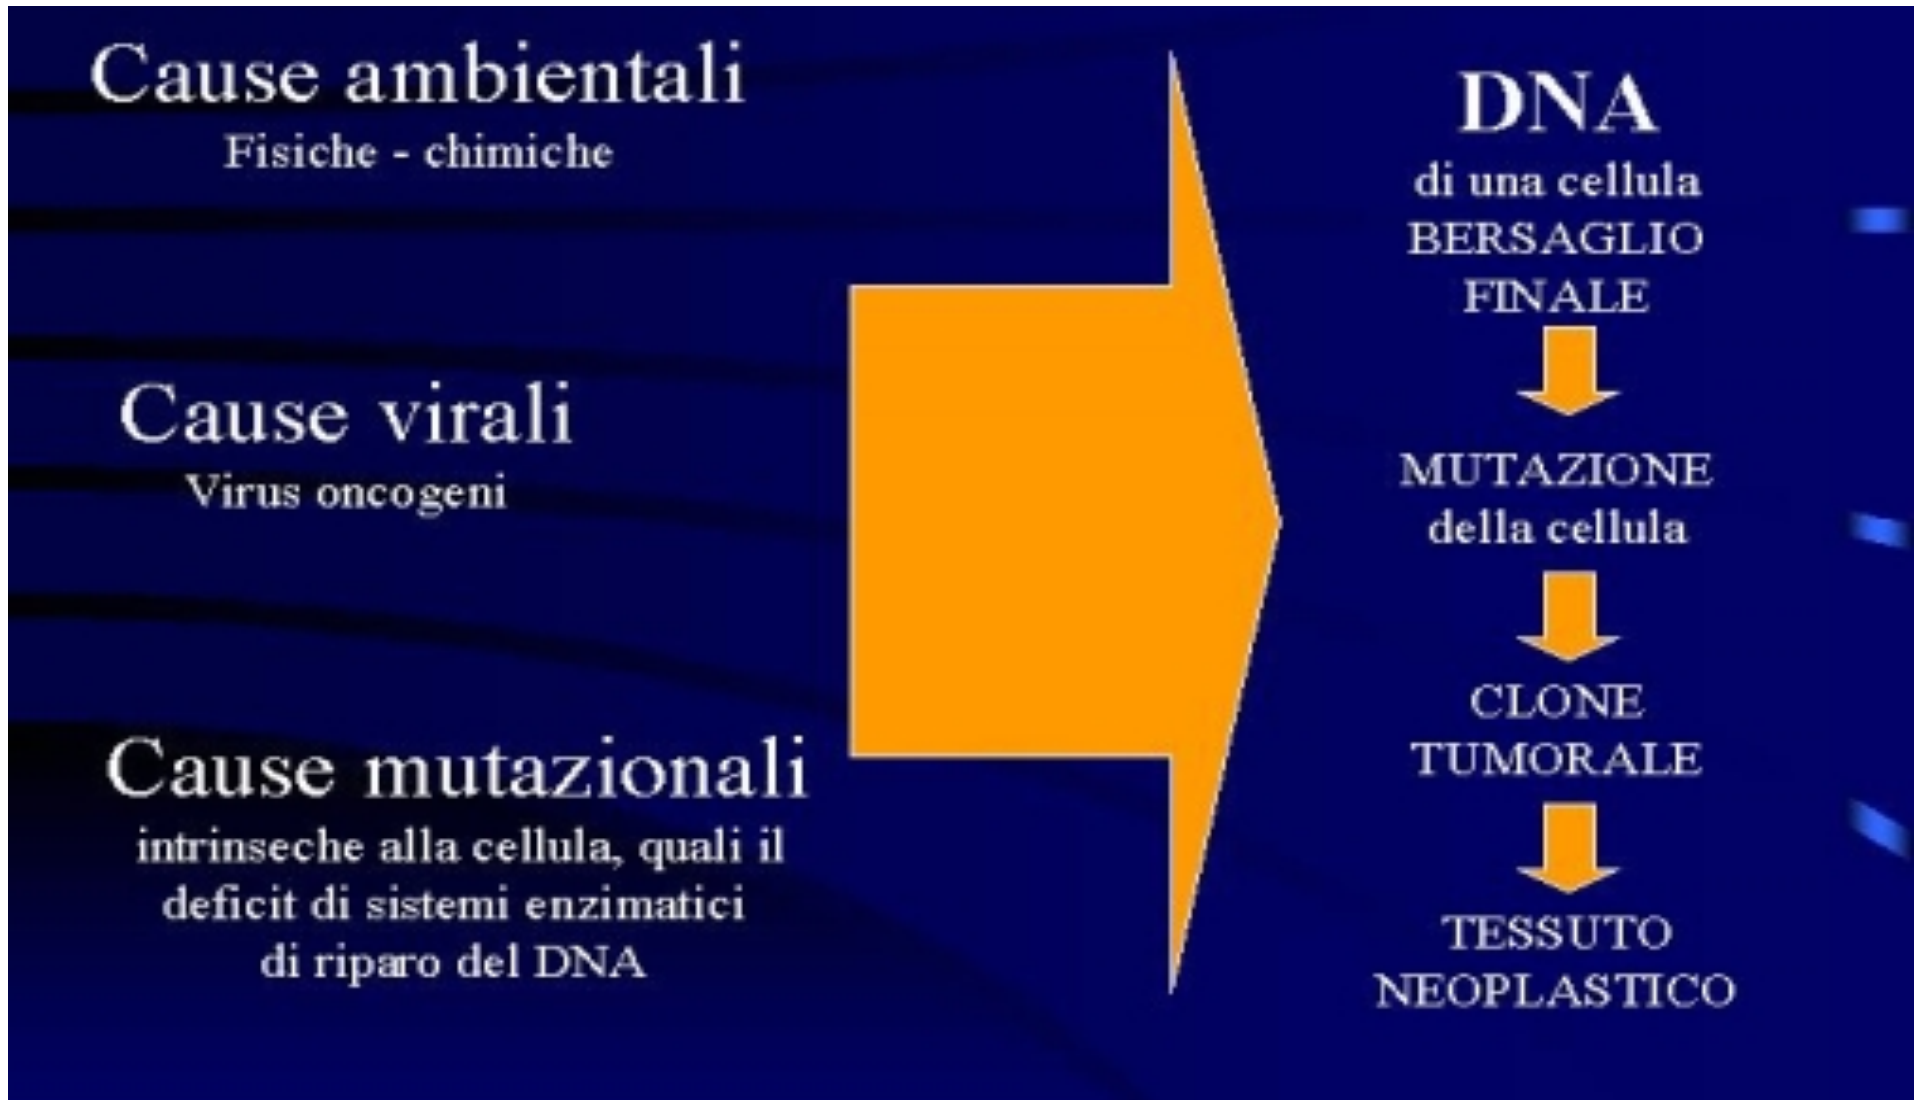 Cause ambientali
Fisiche - chimiche
Cause virali
Virus oncogeni
Cause mutazionali
intrinseche alla cellula, quali il
deficit di sistemi enzimatici
di riparo del DNA
DNA
di una cellula
BERSAGLIO
FINALE
MUTAZIONE
della cellula
CLONE
TUMORALE
TESSUTO
NEOPLASTICO